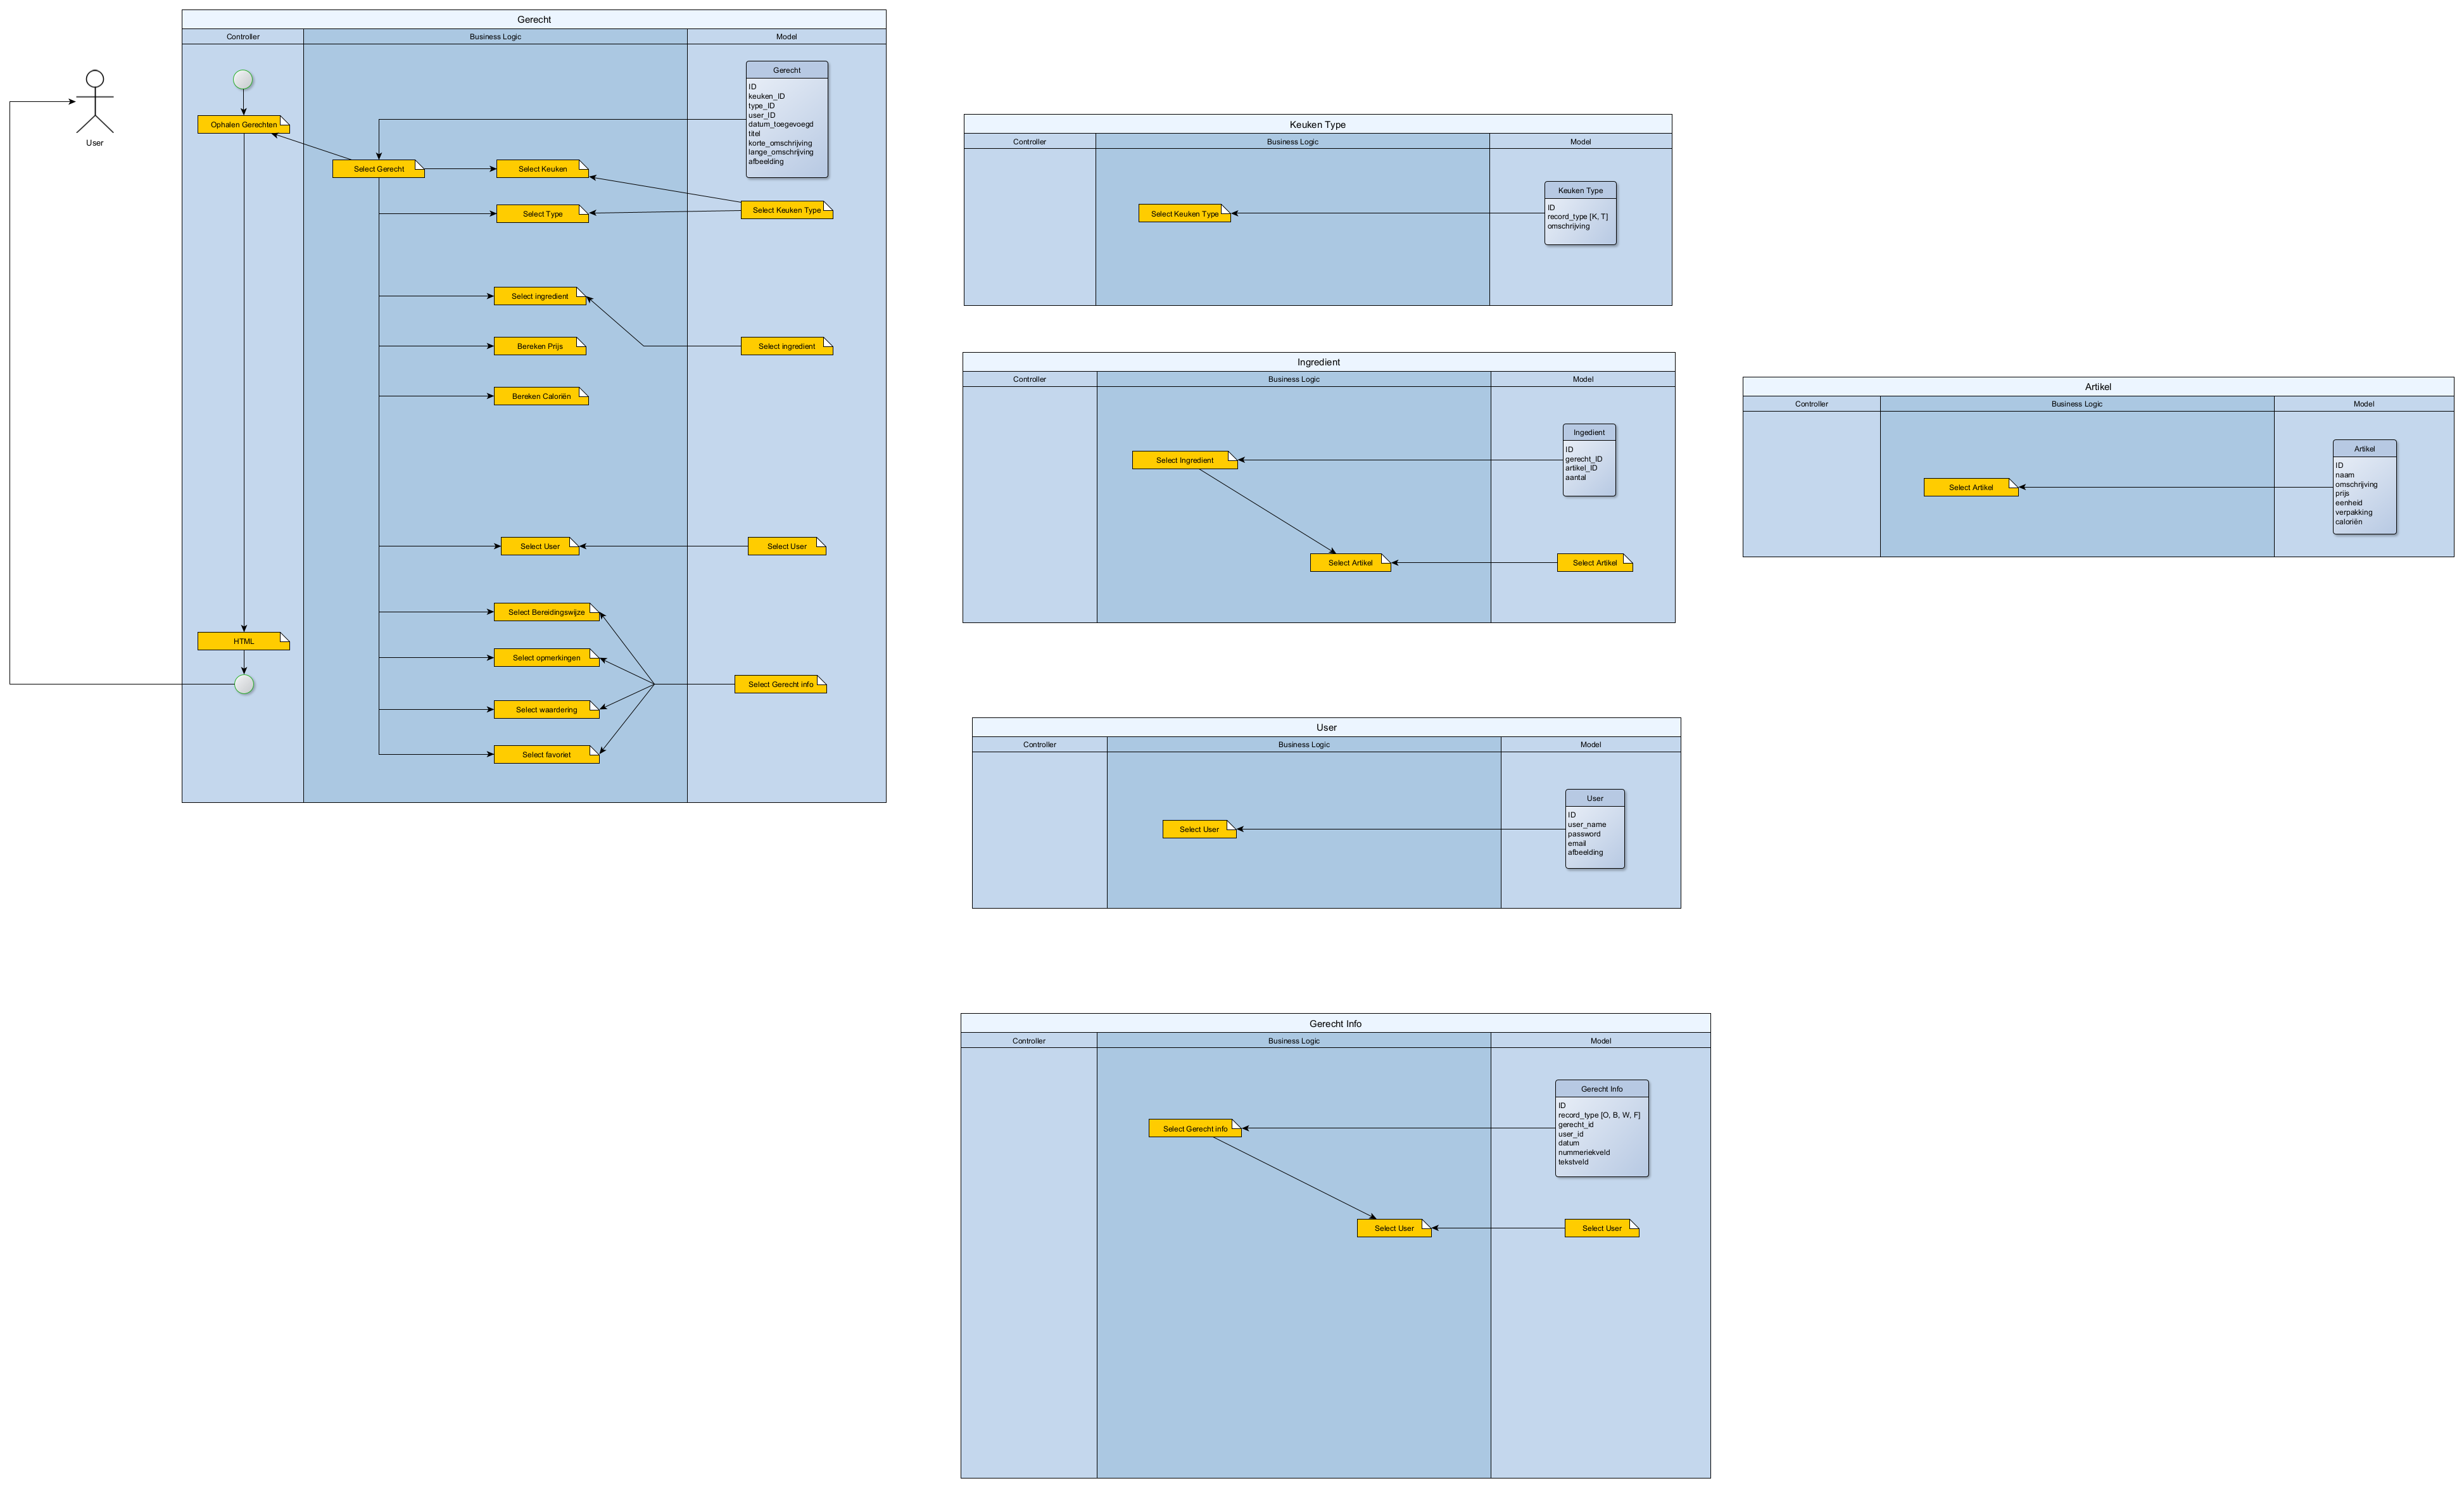 Gerecht
Controller
Business Logic
Model
User
Ophalen Gerechten
HTML
Select Gerecht
Select Keuken
Select Type
Select ingredient
Bereken Prijs
Bereken Caloriën
Select User
Select Bereidingswijze
Select opmerkingen
Select waardering
Select favoriet
Gerecht
ID
keuken_ID
type_ID
user_ID
datum_toegevoegd
titel
korte_omschrijving
lange_omschrijving
afbeelding
Select Keuken Type
Select ingredient
Select User
Select Gerecht info
Keuken Type
Controller
Business Logic
Model
Select Keuken Type
Keuken Type
ID
record_type [K, T]
omschrijving
Ingredient
Controller
Business Logic
Model
Select Ingredient
Select Artikel
Ingedient
ID
gerecht_ID
artikel_ID
aantal
Select Artikel
Artikel
Controller
Business Logic
Model
Select Artikel
Artikel
ID
naam
omschrijving
prijs
eenheid
verpakking
caloriën
User
Controller
Business Logic
Model
Select User
User
ID
user_name
password
email
afbeelding
Gerecht Info
Controller
Business Logic
Model
Select Gerecht info
Select User
Gerecht Info
ID
record_type [O, B, W, F]
gerecht_id
user_id
datum
nummeriekveld
tekstveld
Select User